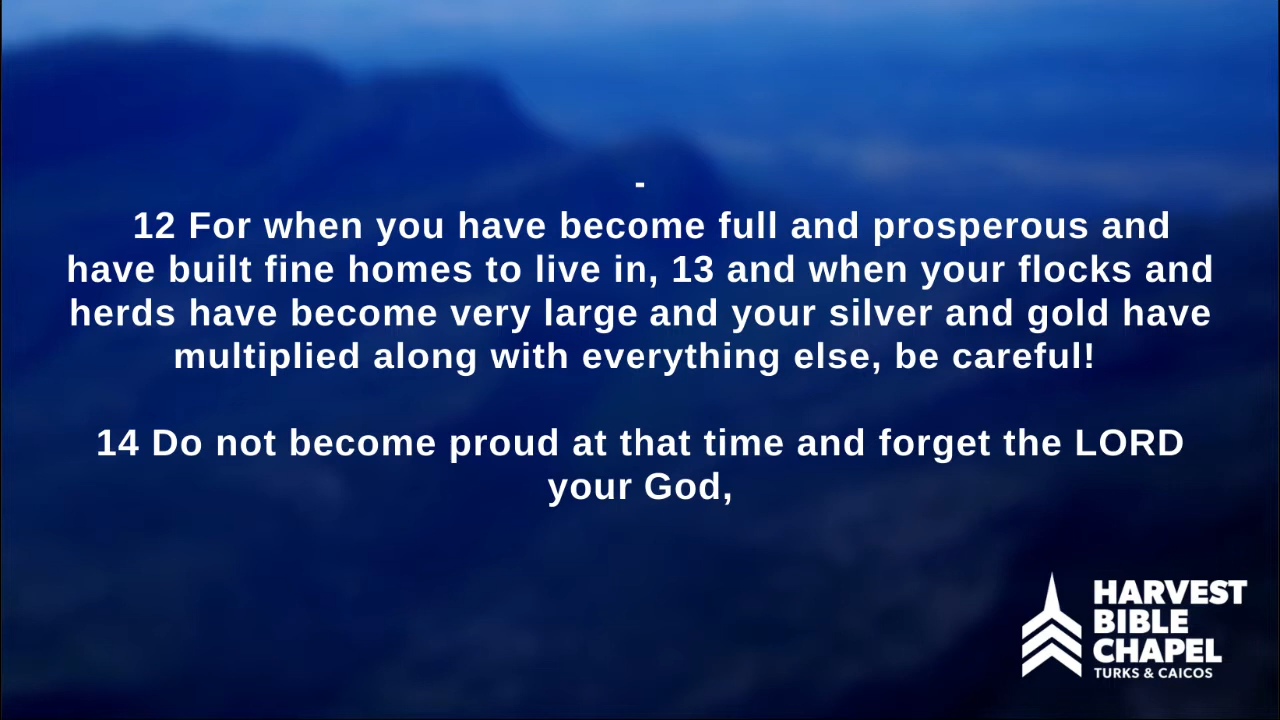 -
12 For when you have become full and prosperous and
have built fine homes to live in, 13 and when your flocks and
herds have become very large and your silver and gold have
multiplied along with everything else, be careful!
14 Do not become proud at that time and forget the LORD
your God,
HARVEST
BIBLE
CHAPEL
TURKS & CAICOS